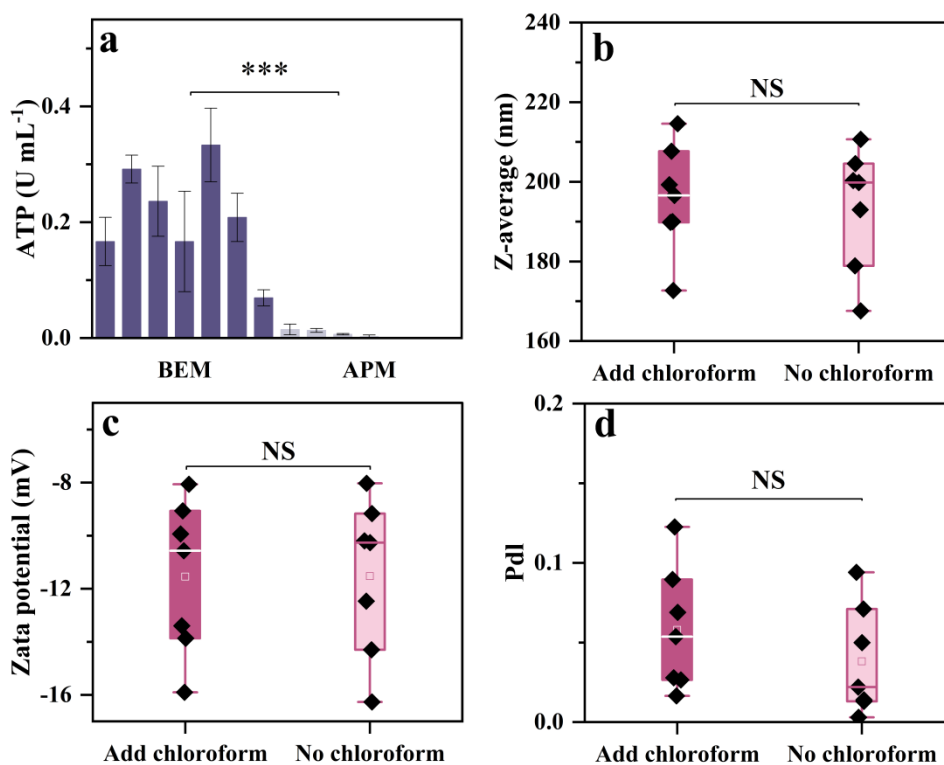 a
ATP (U mL⁻¹)
0.4
0.2
0.0
***
BEM
APM
b
Z-average (nm)
240
220
200
180
160
NS
Add chloroform
No chloroform
c
Zata potential (mV)
-8
-12
-16
NS
Add chloroform
No chloroform
d
Pdl
0.2
0.1
0.0
NS
Add chloroform
No chloroform